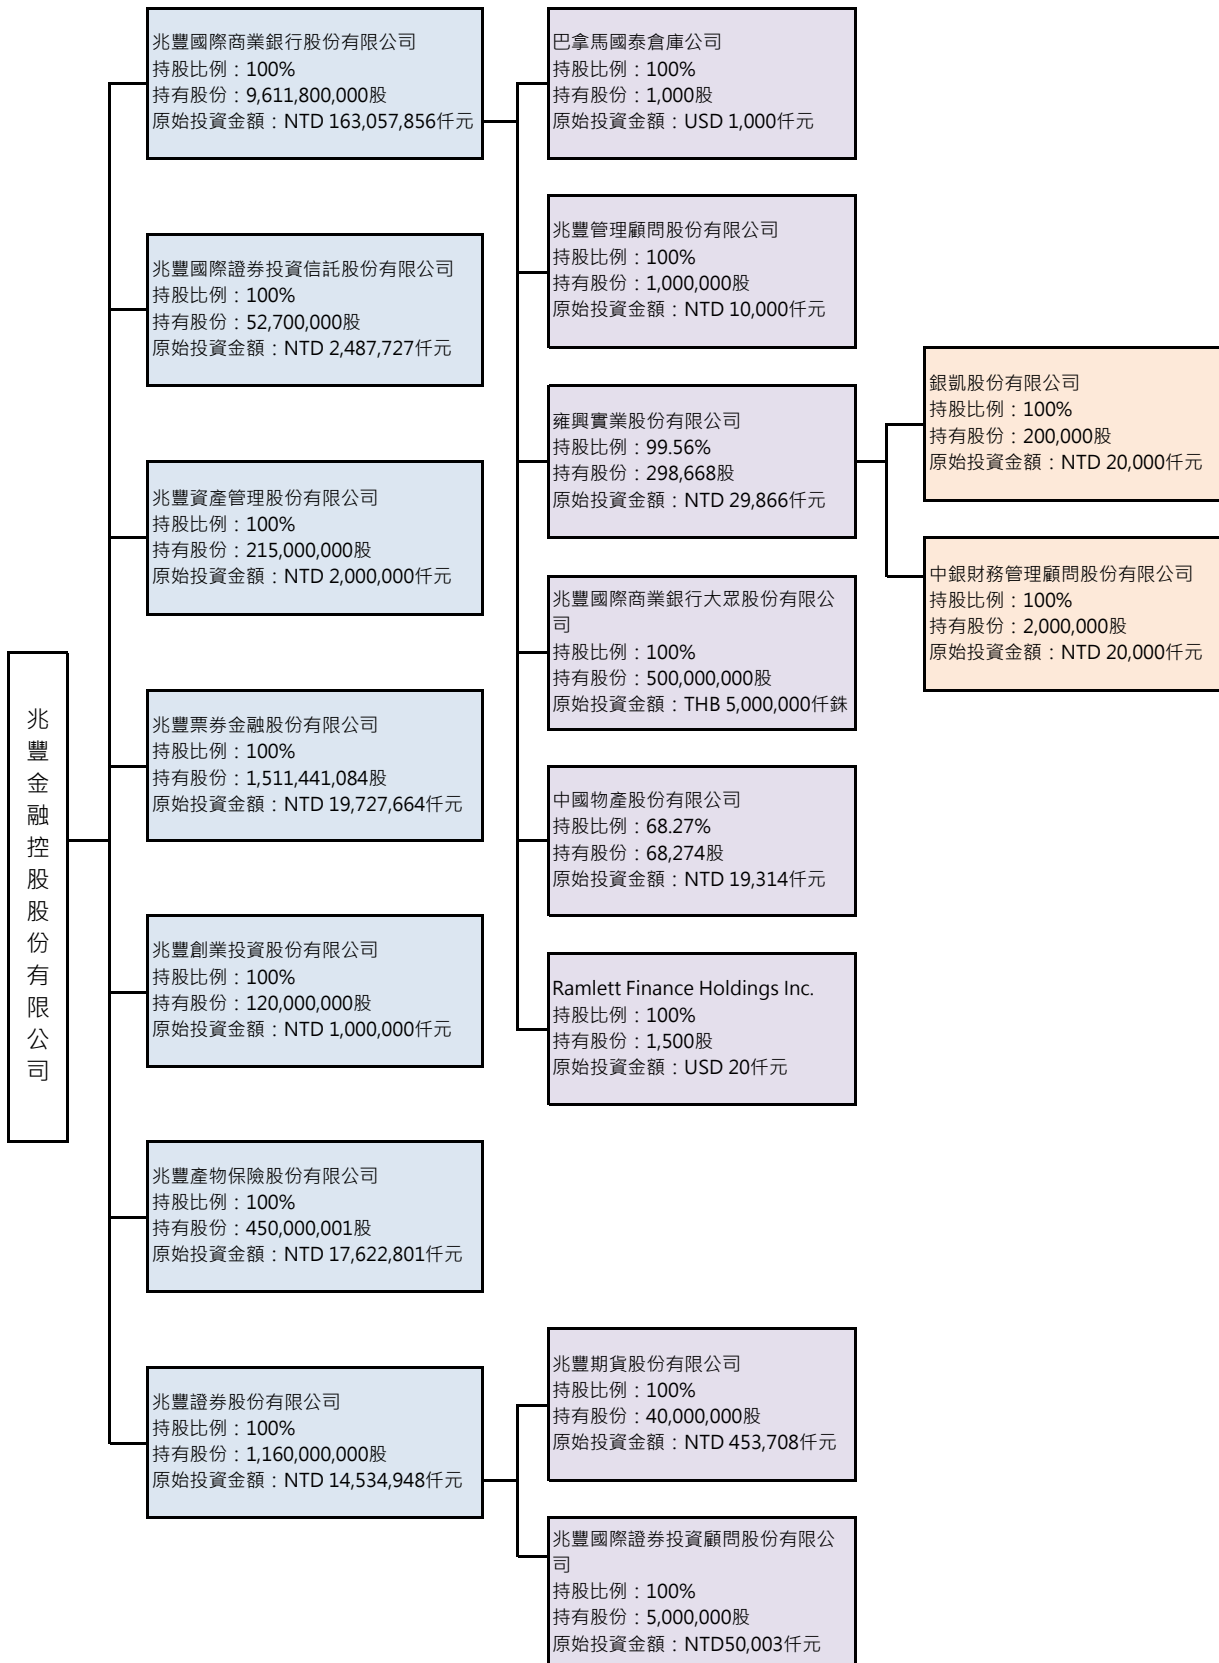 兆豐金融控股股份有限公司
兆豐國際商業銀行股份有限公司
持股比例：100%
持有股份：9,611,800,000股
原始投資金額：NTD 163,057,856仟元
兆豐國際證券投資信託股份有限公司
持股比例：100%
持有股份：52,700,000股
原始投資金額：NTD 2,487,727仟元
兆豐資產管理股份有限公司
持股比例：100%
持有股份：215,000,000股
原始投資金額：NTD 2,000,000仟元
兆豐票券金融股份有限公司
持股比例：100%
持有股份：1,511,441,084股
原始投資金額：NTD 19,727,664仟元
兆豐創業投資股份有限公司
持股比例：100%
持有股份：120,000,000股
原始投資金額：NTD 1,000,000仟元
兆豐產物保險股份有限公司
持股比例：100%
持有股份：450,000,001股
原始投資金額：NTD 17,622,801仟元
兆豐證券股份有限公司
持股比例：100%
持有股份：1,160,000,000股
原始投資金額：NTD 14,534,948仟元
巴拿馬國泰倉庫公司
持股比例：100%
持有股份：1,000股
原始投資金額：USD 1,000仟元
兆豐管理顧問股份有限公司
持股比例：100%
持有股份：1,000,000股
原始投資金額：NTD 10,000仟元
雍興實業股份有限公司
持股比例：99.56%
持有股份：298,668股
原始投資金額：NTD 29,866仟元
兆豐國際商業銀行大眾股份有限公
司
持股比例：100%
持有股份：500,000,000股
原始投資金額：THB 5,000,000仟銖
中國物產股份有限公司
持股比例：68.27%
持有股份：68,274股
原始投資金額：NTD 19,314仟元
Ramlett Finance Holdings Inc.
持股比例：100%
持有股份：1,500股
原始投資金額：USD 20仟元
兆豐期貨股份有限公司
持股比例：100%
持有股份：40,000,000股
原始投資金額：NTD 453,708仟元
兆豐國際證券投資顧問股份有限公
司
持股比例：100%
持有股份：5,000,000股
原始投資金額：NTD50,003仟元
銀凱股份有限公司
持股比例：100%
持有股份：200,000股
原始投資金額：NTD 20,000仟元
中銀財務管理顧問股份有限公司
持股比例：100%
持有股份：2,000,000股
原始投資金額：NTD 20,000仟元